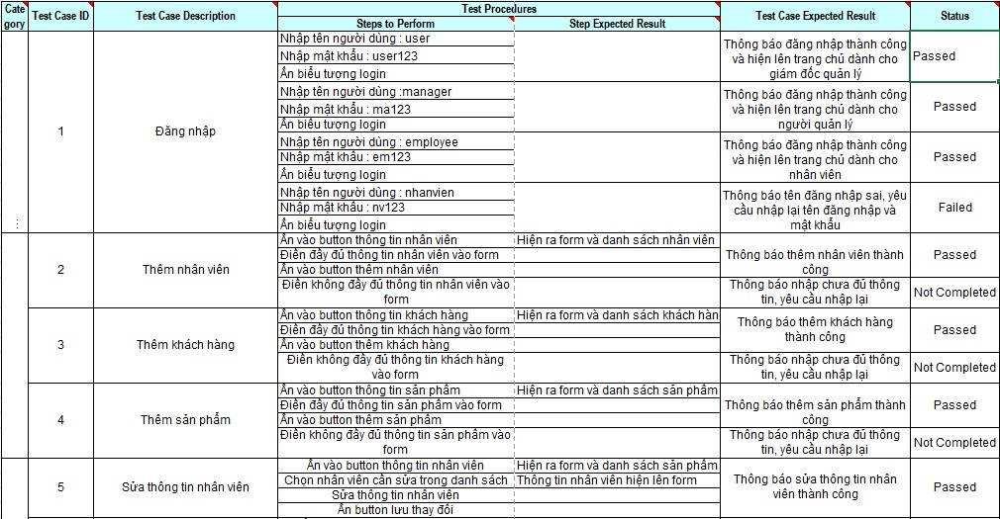 Cate
gory
Test Case ID
Test Case Description
Test Procedures
Steps to Perform
Step Expected Result
Test Case Expected Result
Status
1
Đăng nhập
Nhập tên người dùng : user
Nhập mật khẩu : user123
Ấn biểu tượng login
Thông báo đăng nhập thành công
và hiện lên trang chủ dành cho
giám đốc quản lý
Passed
Nhập tên người dùng :manager
Nhập mật khẩu : ma123
Ấn biểu tượng login
Thông báo đăng nhập thành công
và hiện lên trang chủ dành cho
người quản lý
Passed
Nhập tên người dùng : employee
Nhập mật khẩu : em123
Ấn biểu tượng login
Thông báo đăng nhập thành công
và hiện lên trang chủ dành cho
nhân viên
Passed
Nhập tên người dùng : nhanvien
Nhập mật khẩu : nv123
Ấn biểu tượng login
Thông báo tên đăng nhập sai, yêu
cầu nhập lại tên đăng nhập và
mật khẩu
Failed
...
2
Thêm nhân viên
Ấn vào button thông tin nhân viên
Hiện ra form và danh sách nhân viên
Điền đầy đủ thông tin nhân viên vào form
Ấn vào button thêm nhân viên
Thông báo thêm nhân viên thành
công
Passed
Điền không đầy đủ thông tin nhân viên vào
form
Thông báo nhập chưa đủ thông
tin, yêu cầu nhập lại
Not Completed
3
Thêm khách hàng
Ấn vào button thông tin khách hàng
Hiện ra form và danh sách khách hàn
Điền đầy đủ thông tin khách hàng vào form
Ấn vào button thêm khách hàng
Thông báo thêm khách hàng
thành công
Passed
Điền không đầy đủ thông tin khách hàng
vào form
Thông báo nhập chưa đủ thông
tin, yêu cầu nhập lại
Not Completed
4
Thêm sản phẩm
Ấn vào button thông tin sản phẩm
Hiện ra form và danh sách sản phẩm
Điền đầy đủ thông tin sản phẩm vào form
Ấn vào button thêm sản phẩm
Thông báo thêm sản phẩm thành
công
Passed
Điền không đầy đủ thông tin sản phẩm vào
form
Thông báo nhập chưa đủ thông
tin, yêu cầu nhập lại
Not Completed
5
Sửa thông tin nhân viên
Ấn vào button thông tin nhân viên
Hiện ra form và danh sách sản phẩm
Chọn nhân viên cần sửa trong danh sách
Thông tin nhân viên hiện lên form
Sửa thông tin nhân viên
Ấn button lưu thay đổi
Thông báo sửa thông tin nhân
viên thành công
Passed